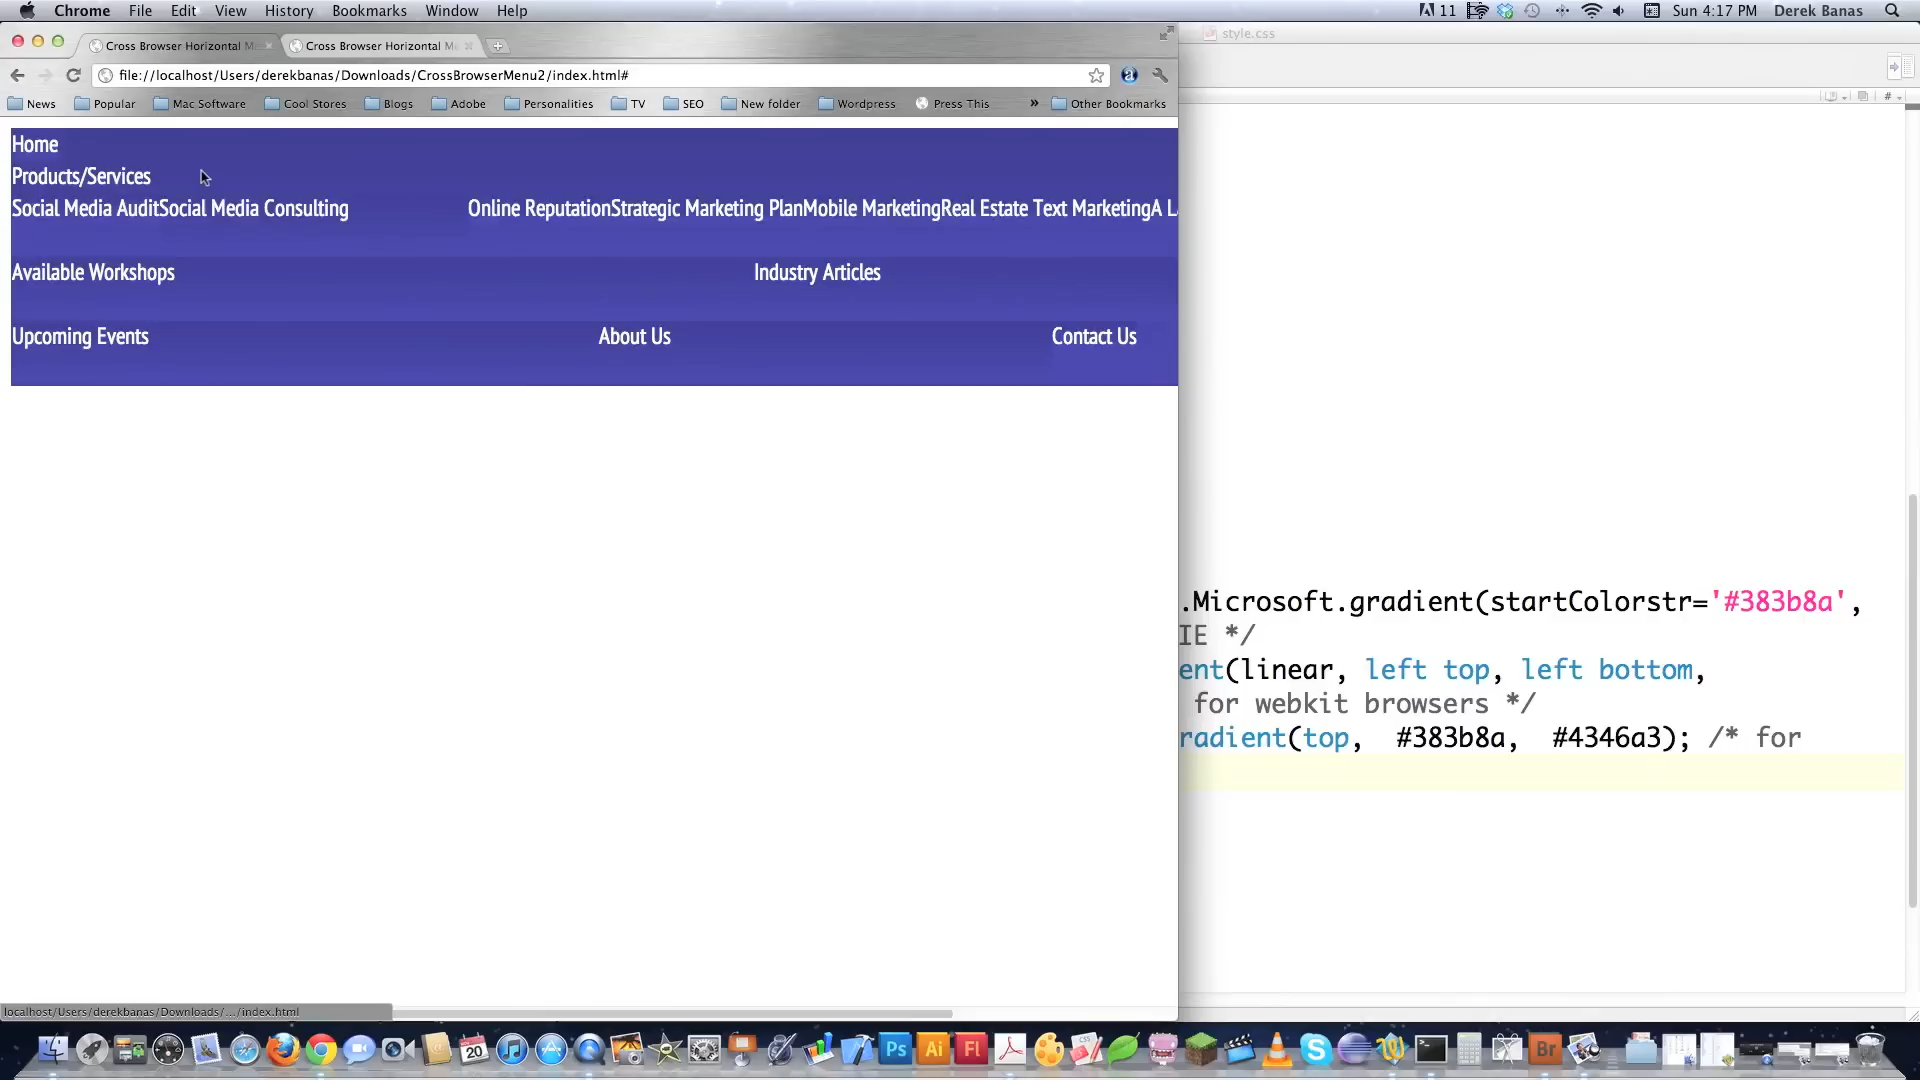 Chrome File Edit View History Bookmarks Window Help 11 Sun 4:17 PM Derek Banas
Cross Browser Horizontal M Cross Browser Horizontal M
style.css
file://localhost/Users/derekbanas/Downloads/CrossBrowserMenu2/index.html#
News Popular Mac Software Cool Stores Blogs Adobe Personalities TV SEO New folder Wordpress Press This » Other Bookmarks
Home
Products/Services
Social Media AuditSocial Media Consulting Online ReputationStrategic Marketing PlanMobile MarketingReal Estate Text MarketingA L
Available Workshops Industry Articles
Upcoming Events About Us Contact Us
.Microsoft.gradient(startColorstr='#383b8a',
IE */
ent(linear, left top, left bottom,
for webkit browsers */
radient(top, #383b8a, #4346a3); /* for
localhost/Users/derekbanas/Downloads/.../index.html
20 Ps Ai Fl Br